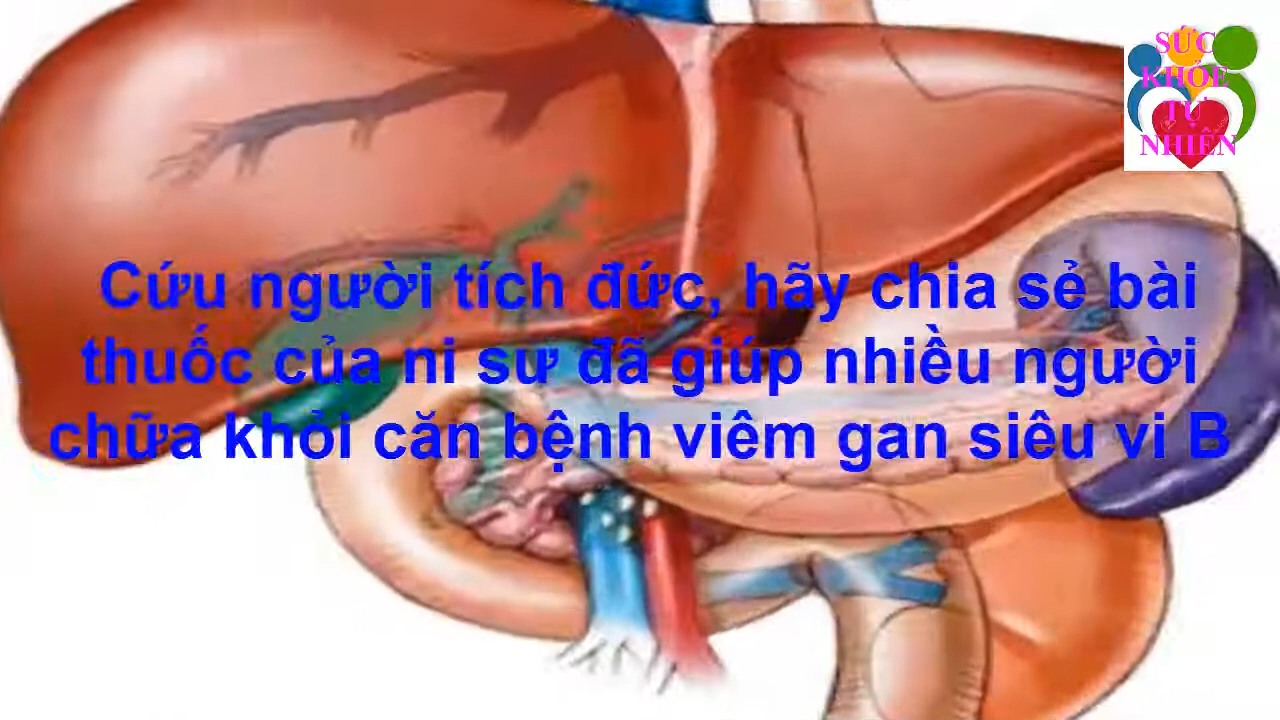 SỨC
KHỎE
TỰ
NHIÊN
Cứu người tích đức, hãy chia sẻ bài
thuốc của ni sư đã giúp nhiều người
chữa khỏi căn bệnh viêm gan siêu vi B